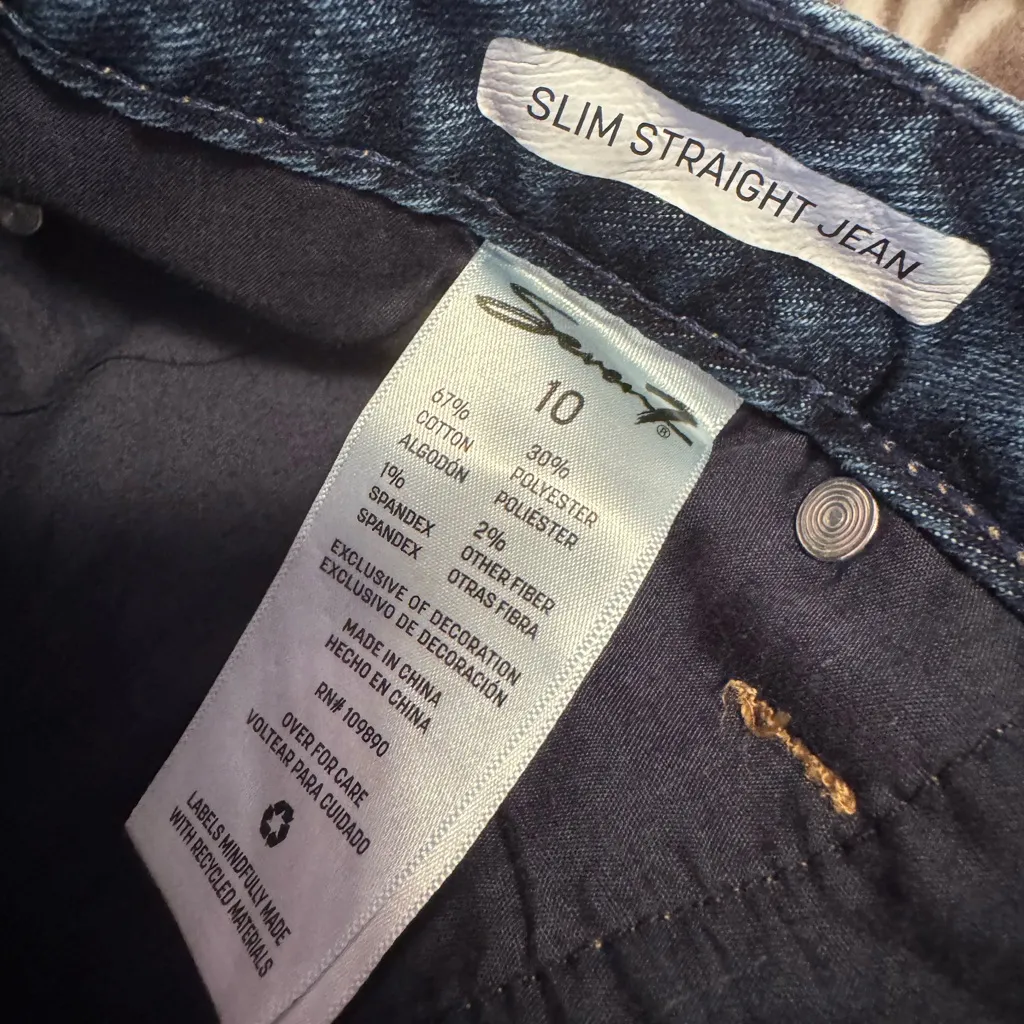 SLIM STRAIGHT JEAN
Seven7®
10
67%
COTTON
ALGODÓN
30%
POLYESTER
POLIÉSTER
1%
SPANDEX
SPANDEX
2%
OTHER FIBER
OTRAS FIBRA
EXCLUSIVE OF DECORATION
EXCLUSIVO DE DECORACIÓN
MADE IN CHINA
HECHO EN CHINA
RN# 109890
OVER FOR CARE
VOLTEAR PARA CUIDADO
LABELS MINDFULLY MADE
WITH RECYCLED MATERIALS